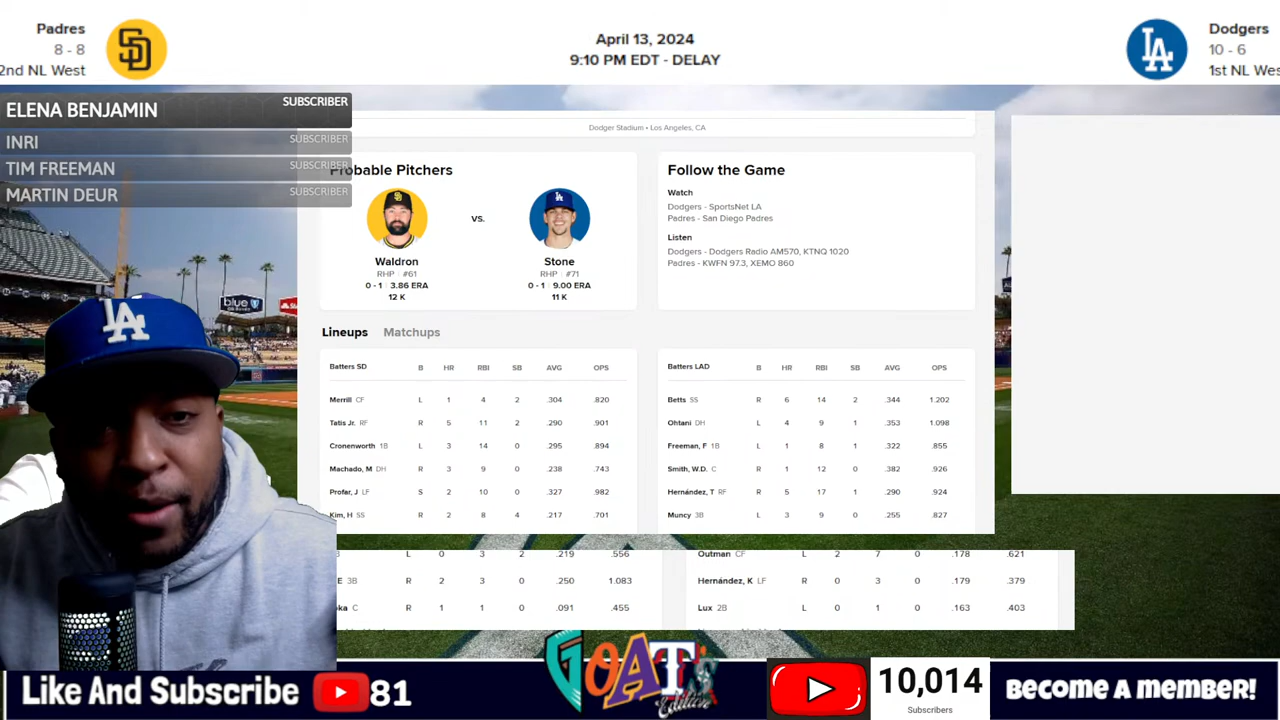 Padres
8 - 8
2nd NL West
SD
April 13, 2024
9:10 PM EDT - DELAY
LA
Dodgers
10 - 6
1st NL Wes
ELENA BENJAMIN SUBSCRIBER
INRI SUBSCRIBER
TIM FREEMAN SUBSCRIBER
MARTIN DEUR SUBSCRIBER
Dodger Stadium • Los Angeles, CA
Probable Pitchers
VS.
Waldron
RHP #61
0 - 1 3.86 ERA
12 K
Stone
RHP #71
0 - 1 9.00 ERA
11 K
Follow the Game
Watch
Dodgers - SportsNet LA
Padres - San Diego Padres
Listen
Dodgers - Dodgers Radio AM570, KTNQ 1020
Padres - KWFN 97.3, XEMO 860
Lineups Matchups
Batters SD B HR RBI SB AVG OPS
Merrill CF L 1 4 2 .304 .820
Tatis Jr. RF R 5 11 2 .290 .901
Cronenworth 1B L 3 14 0 .295 .894
Machado, M DH R 3 9 0 .238 .743
Profar, J LF S 2 10 0 .327 .982
Kim, H SS R 2 8 4 .217 .701
L 0 3 2 .219 .556
E 3B R 2 3 0 .250 1.083
ka C R 1 1 0 .091 .455
Batters LAD B HR RBI SB AVG OPS
Betts SS R 6 14 2 .344 1.202
Ohtani DH L 4 9 1 .353 1.098
Freeman, F 1B L 1 8 1 .322 .855
Smith, W.D. C R 1 12 0 .382 .926
Hernández, T RF R 5 17 1 .290 .924
Muncy 3B L 3 9 0 .255 .827
Outman CF L 2 7 0 .178 .621
Hernández, K LF R 0 3 0 .179 .379
Lux 2B L 0 1 0 .163 .403
blue
LA
Like And Subscribe 81
GOAT
Edition
10,014
Subscribers
Become a member!